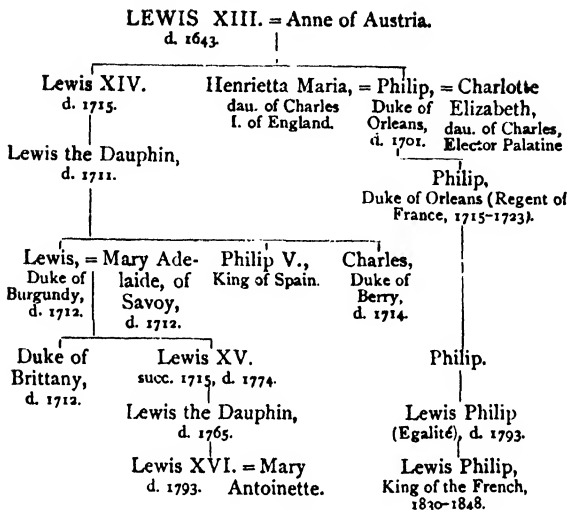 LEWIS XIII. = Anne of Austria.
d. 1643.
Lewis XIV.
d. 1715.
Henrietta Maria, = Philip, = Charlotte
dau. of Charles Duke of Elizabeth,
I. of England. Orleans, dau. of Charles,
d. 1701. Elector Palatine
Lewis the Dauphin,
d. 1711.
Philip,
Duke of Orleans (Regent of
France, 1715-1723).
Lewis, = Mary Ade-
Duke of laide, of
Burgundy, Savoy,
d. 1712. d. 1712.
Philip V.,
King of Spain.
Charles,
Duke of
Berry,
d. 1714.
Duke of
Brittany,
d. 1712.
Lewis XV.
succ. 1715, d. 1774.
Philip.
Lewis the Dauphin,
d. 1765.
Lewis Philip
(Egalité), d. 1793.
Lewis XVI. = Mary
d. 1793. Antoinette.
Lewis Philip,
King of the French,
1830-1848.